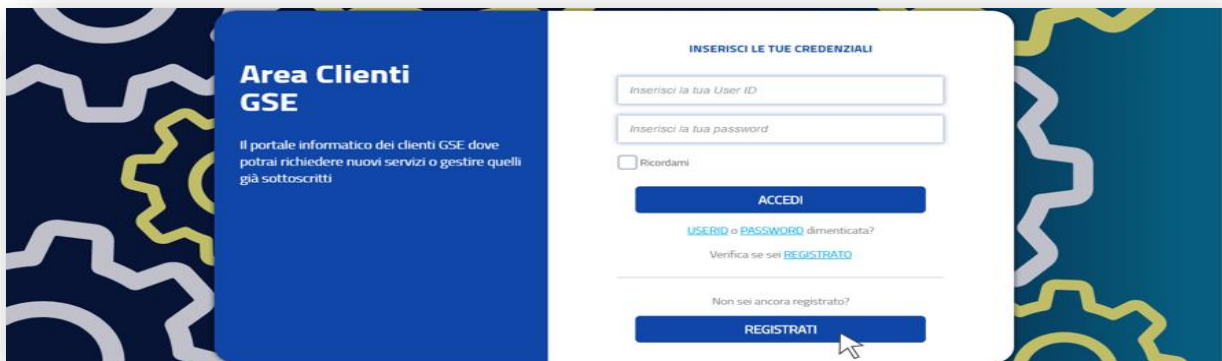 Area Clienti
GSE
Il portale informatico dei clienti GSE dove
potrai richiedere nuovi servizi o gestire quelli
già sottoscritti
INSERISCI LE TUE CREDENZIALI
Inserisci la tua User ID
Inserisci la tua password
Ricordami
ACCEDI
USERID o PASSWORD dimenticata?
Verifica se sei REGISTRATO
Non sei ancora registrato?
REGISTRATI